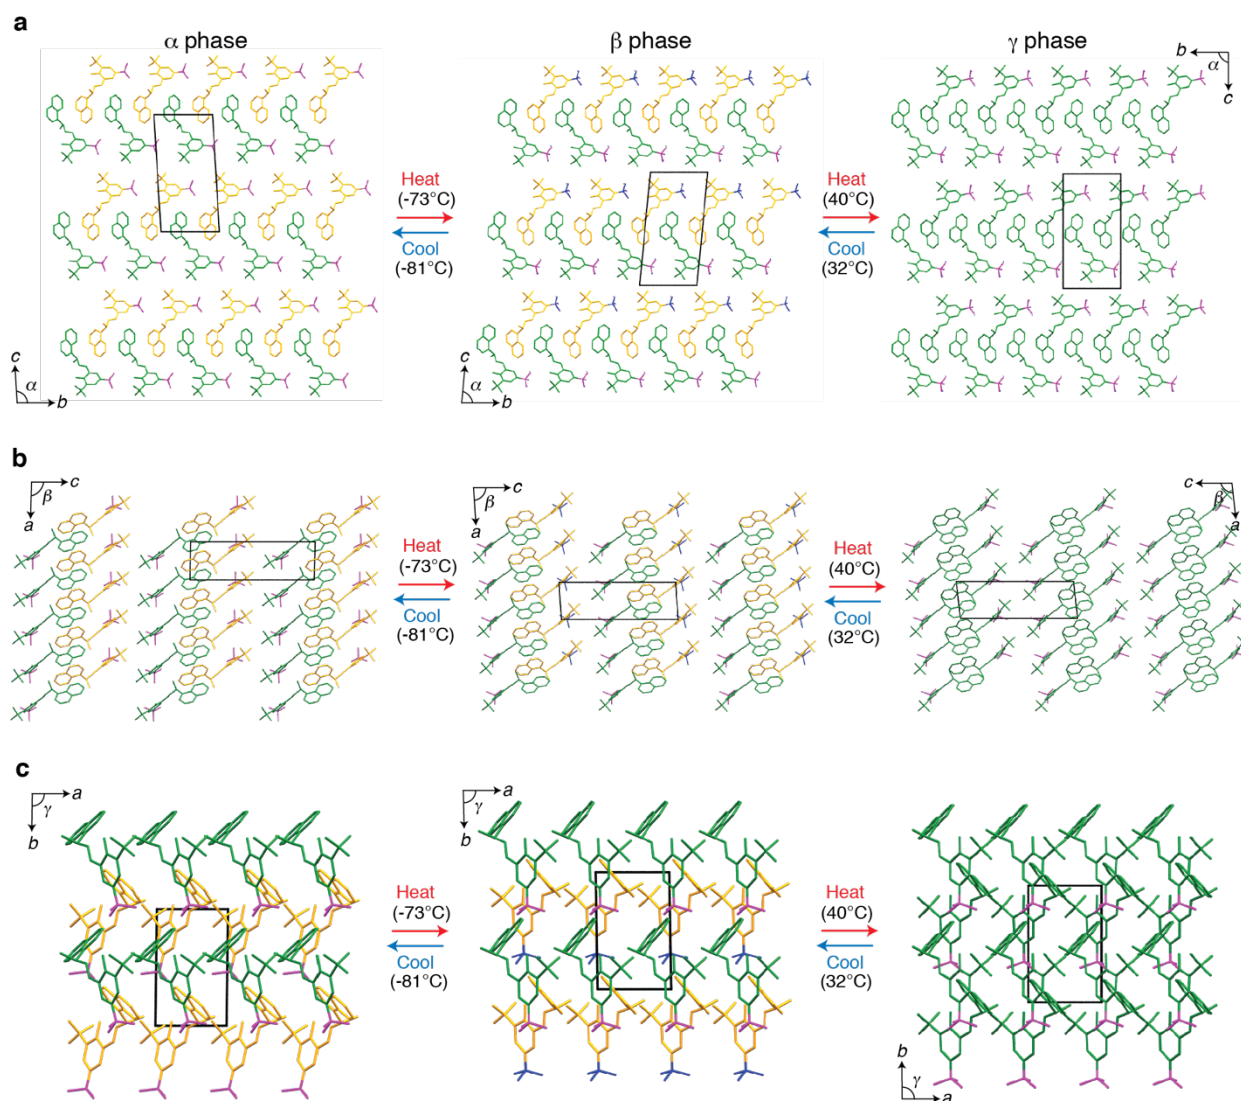 a
α phase
β phase
γ phase
b
α
c
Heat
(-73°C)
Cool
(-81°C)
Heat
(40°C)
Cool
(32°C)
c
α
b
c
α
b
b
c
β
a
c
β
a
c
β
a
Heat
(-73°C)
Cool
(-81°C)
Heat
(40°C)
Cool
(32°C)
c
a
γ
b
a
γ
b
Heat
(-73°C)
Cool
(-81°C)
Heat
(40°C)
Cool
(32°C)
b
γ
a